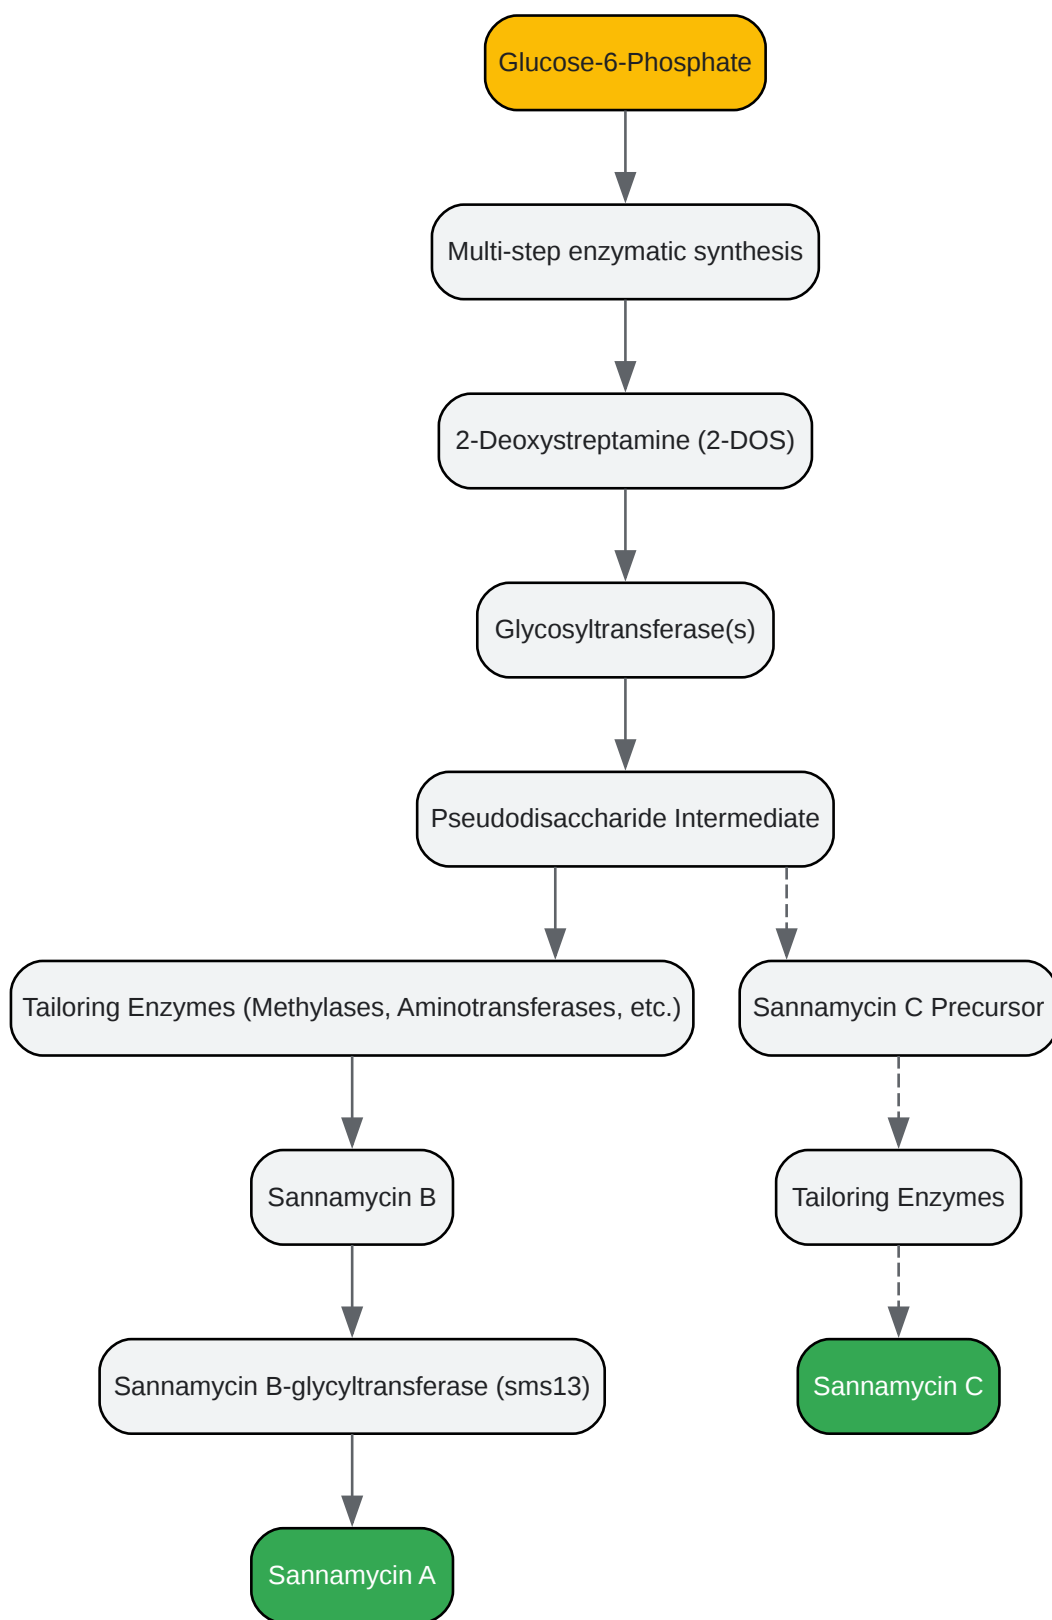 Glucose-6-Phosphate
Multi-step enzymatic synthesis
2-Deoxystreptamine (2-DOS)
Glycosyltransferase(s)
Pseudodisaccharide Intermediate
Tailoring Enzymes (Methylases, Aminotransferases, etc.)
Sannamycin C Precursor
Sannamycin B
Tailoring Enzymes
Sannamycin B-glycyltransferase (sms13)
Sannamycin C
Sannamycin A